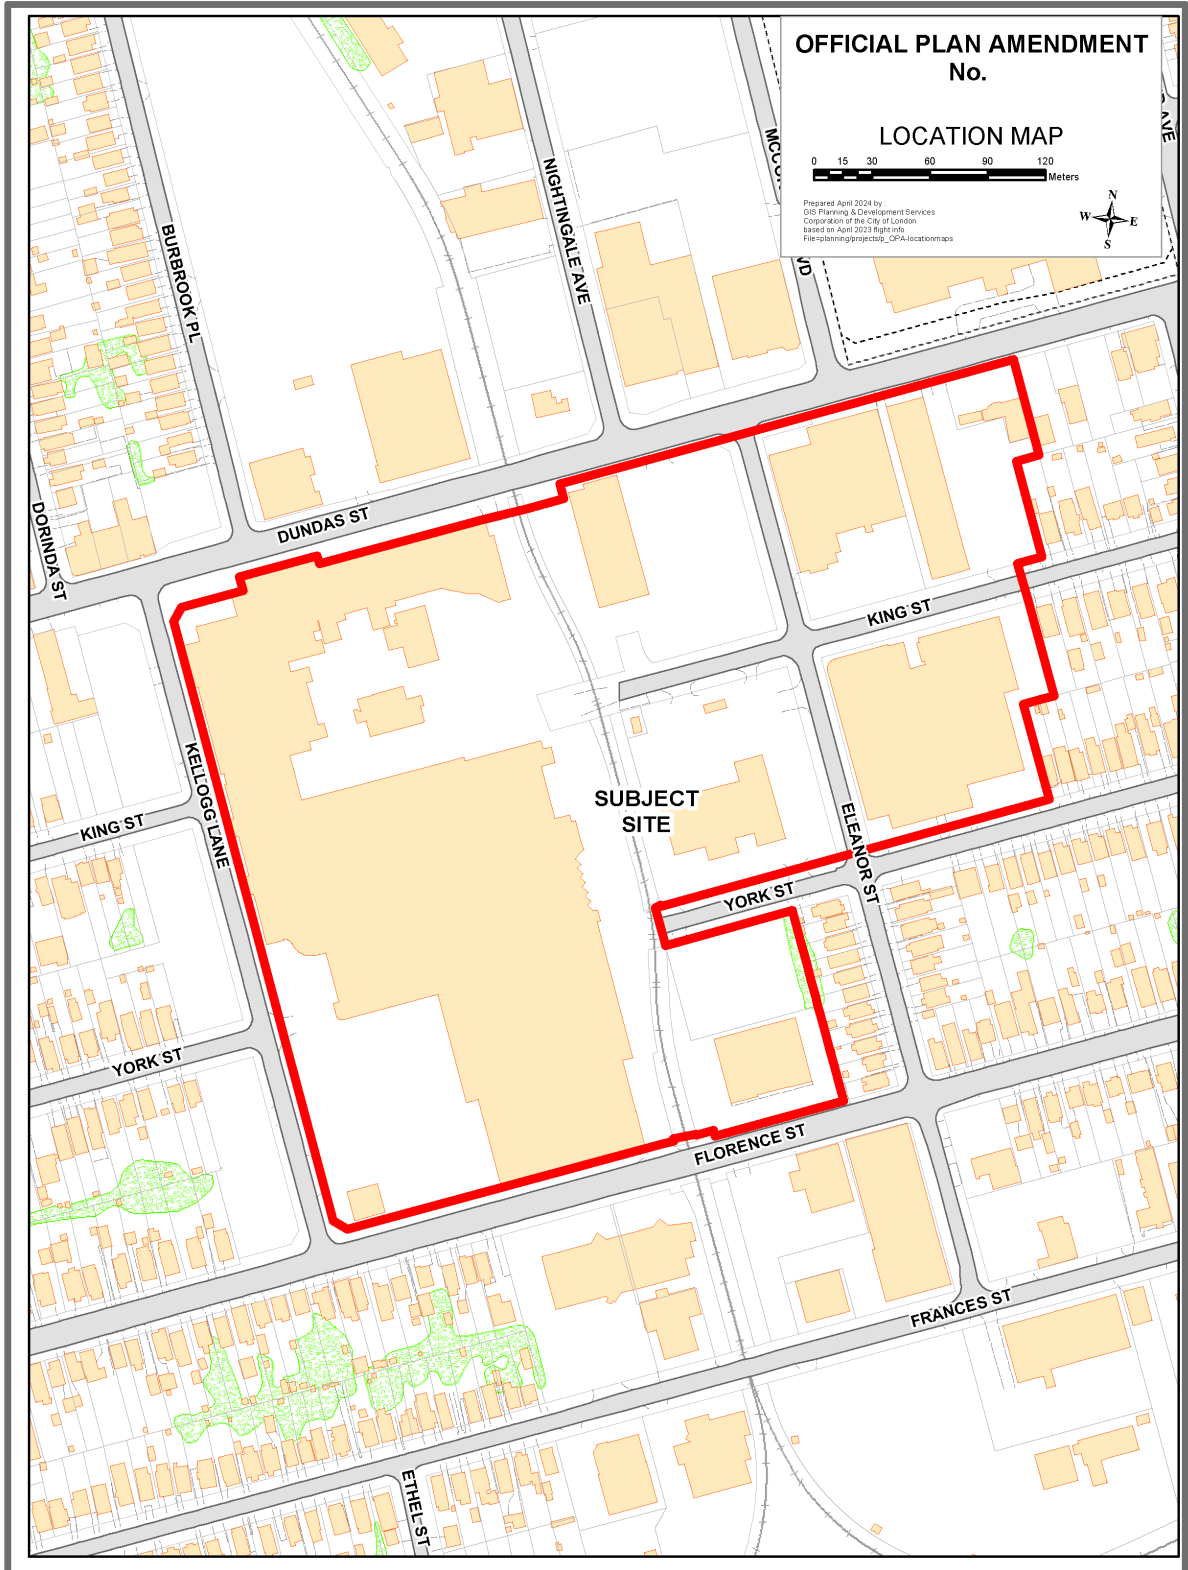 OFFICIAL PLAN AMENDMENT
No.
LOCATION MAP
0 15 30 60 90 120
Meters
Prepared April 2024 by :
GIS Planning & Development Services
Corporation of the City of London
based on April 2023 flight info.
File=planning/projects/p_OPA-locationmaps
N
W E
S
AVE
NIGHTINGALE AVE
BURBROOK PL
DORINDA ST
DUNDAS ST
KING ST
KELLOGG LANE
SUBJECT
SITE
KING ST
ELEANOR ST
YORK ST
YORK ST
FLORENCE ST
FRANCES ST
ETHEL ST